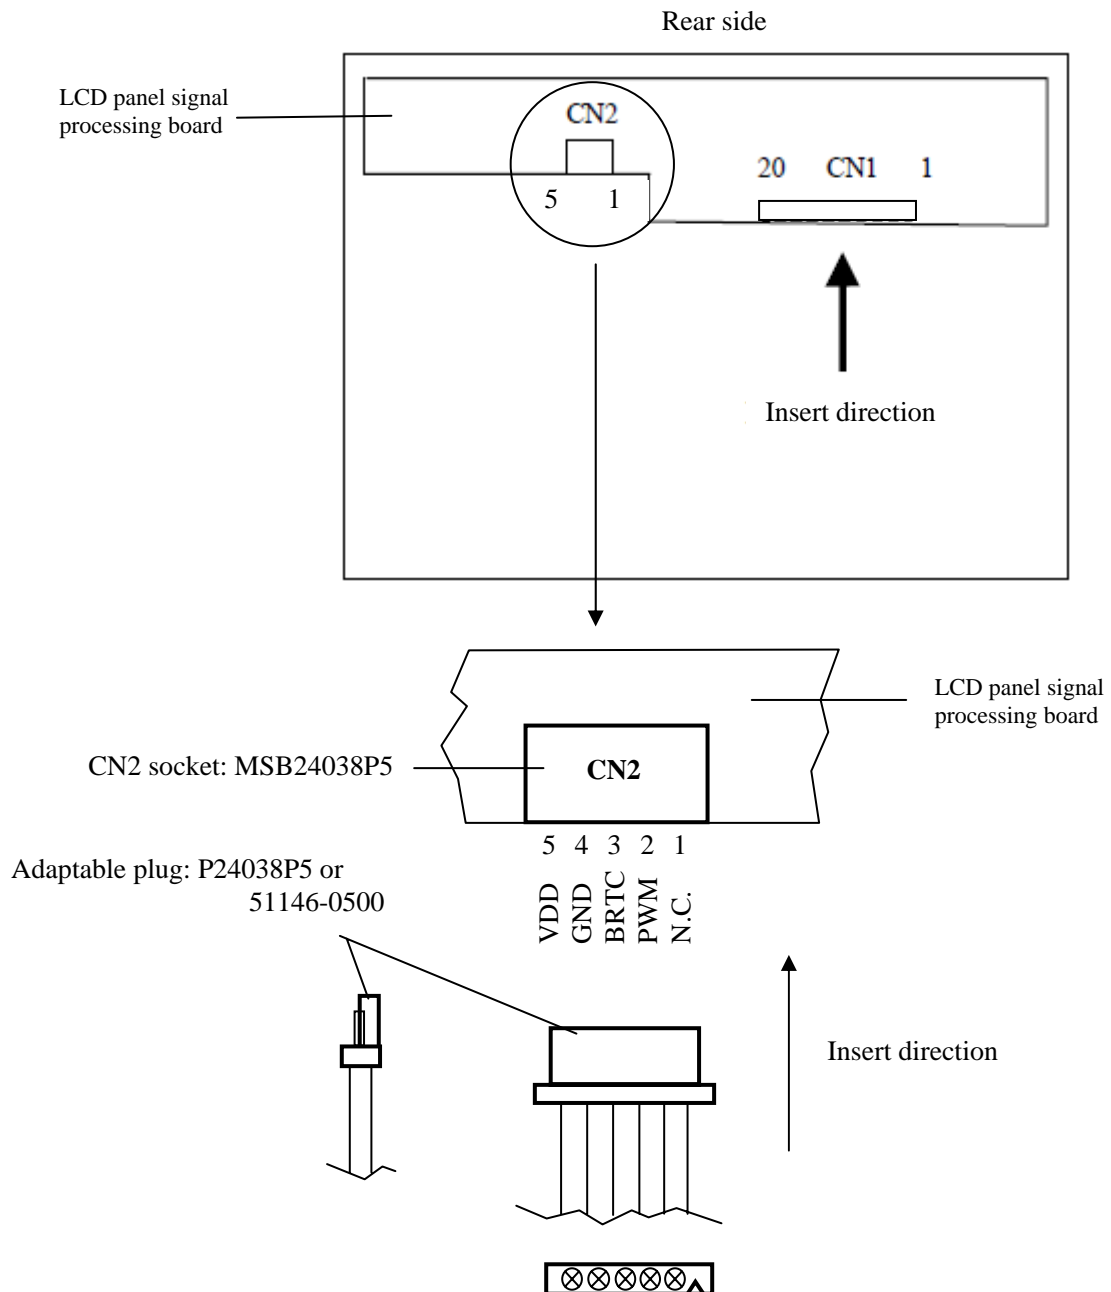 Rear side
LCD panel signal
processing board
CN2
5 1
20 CN1 1
Insert direction
LCD panel signal
processing board
CN2 socket: MSB24038P5
CN2
5 4 3 2 1
VDD
GND
BRTC
PWM
N.C.
Adaptable plug: P24038P5 or
51146-0500
Insert direction